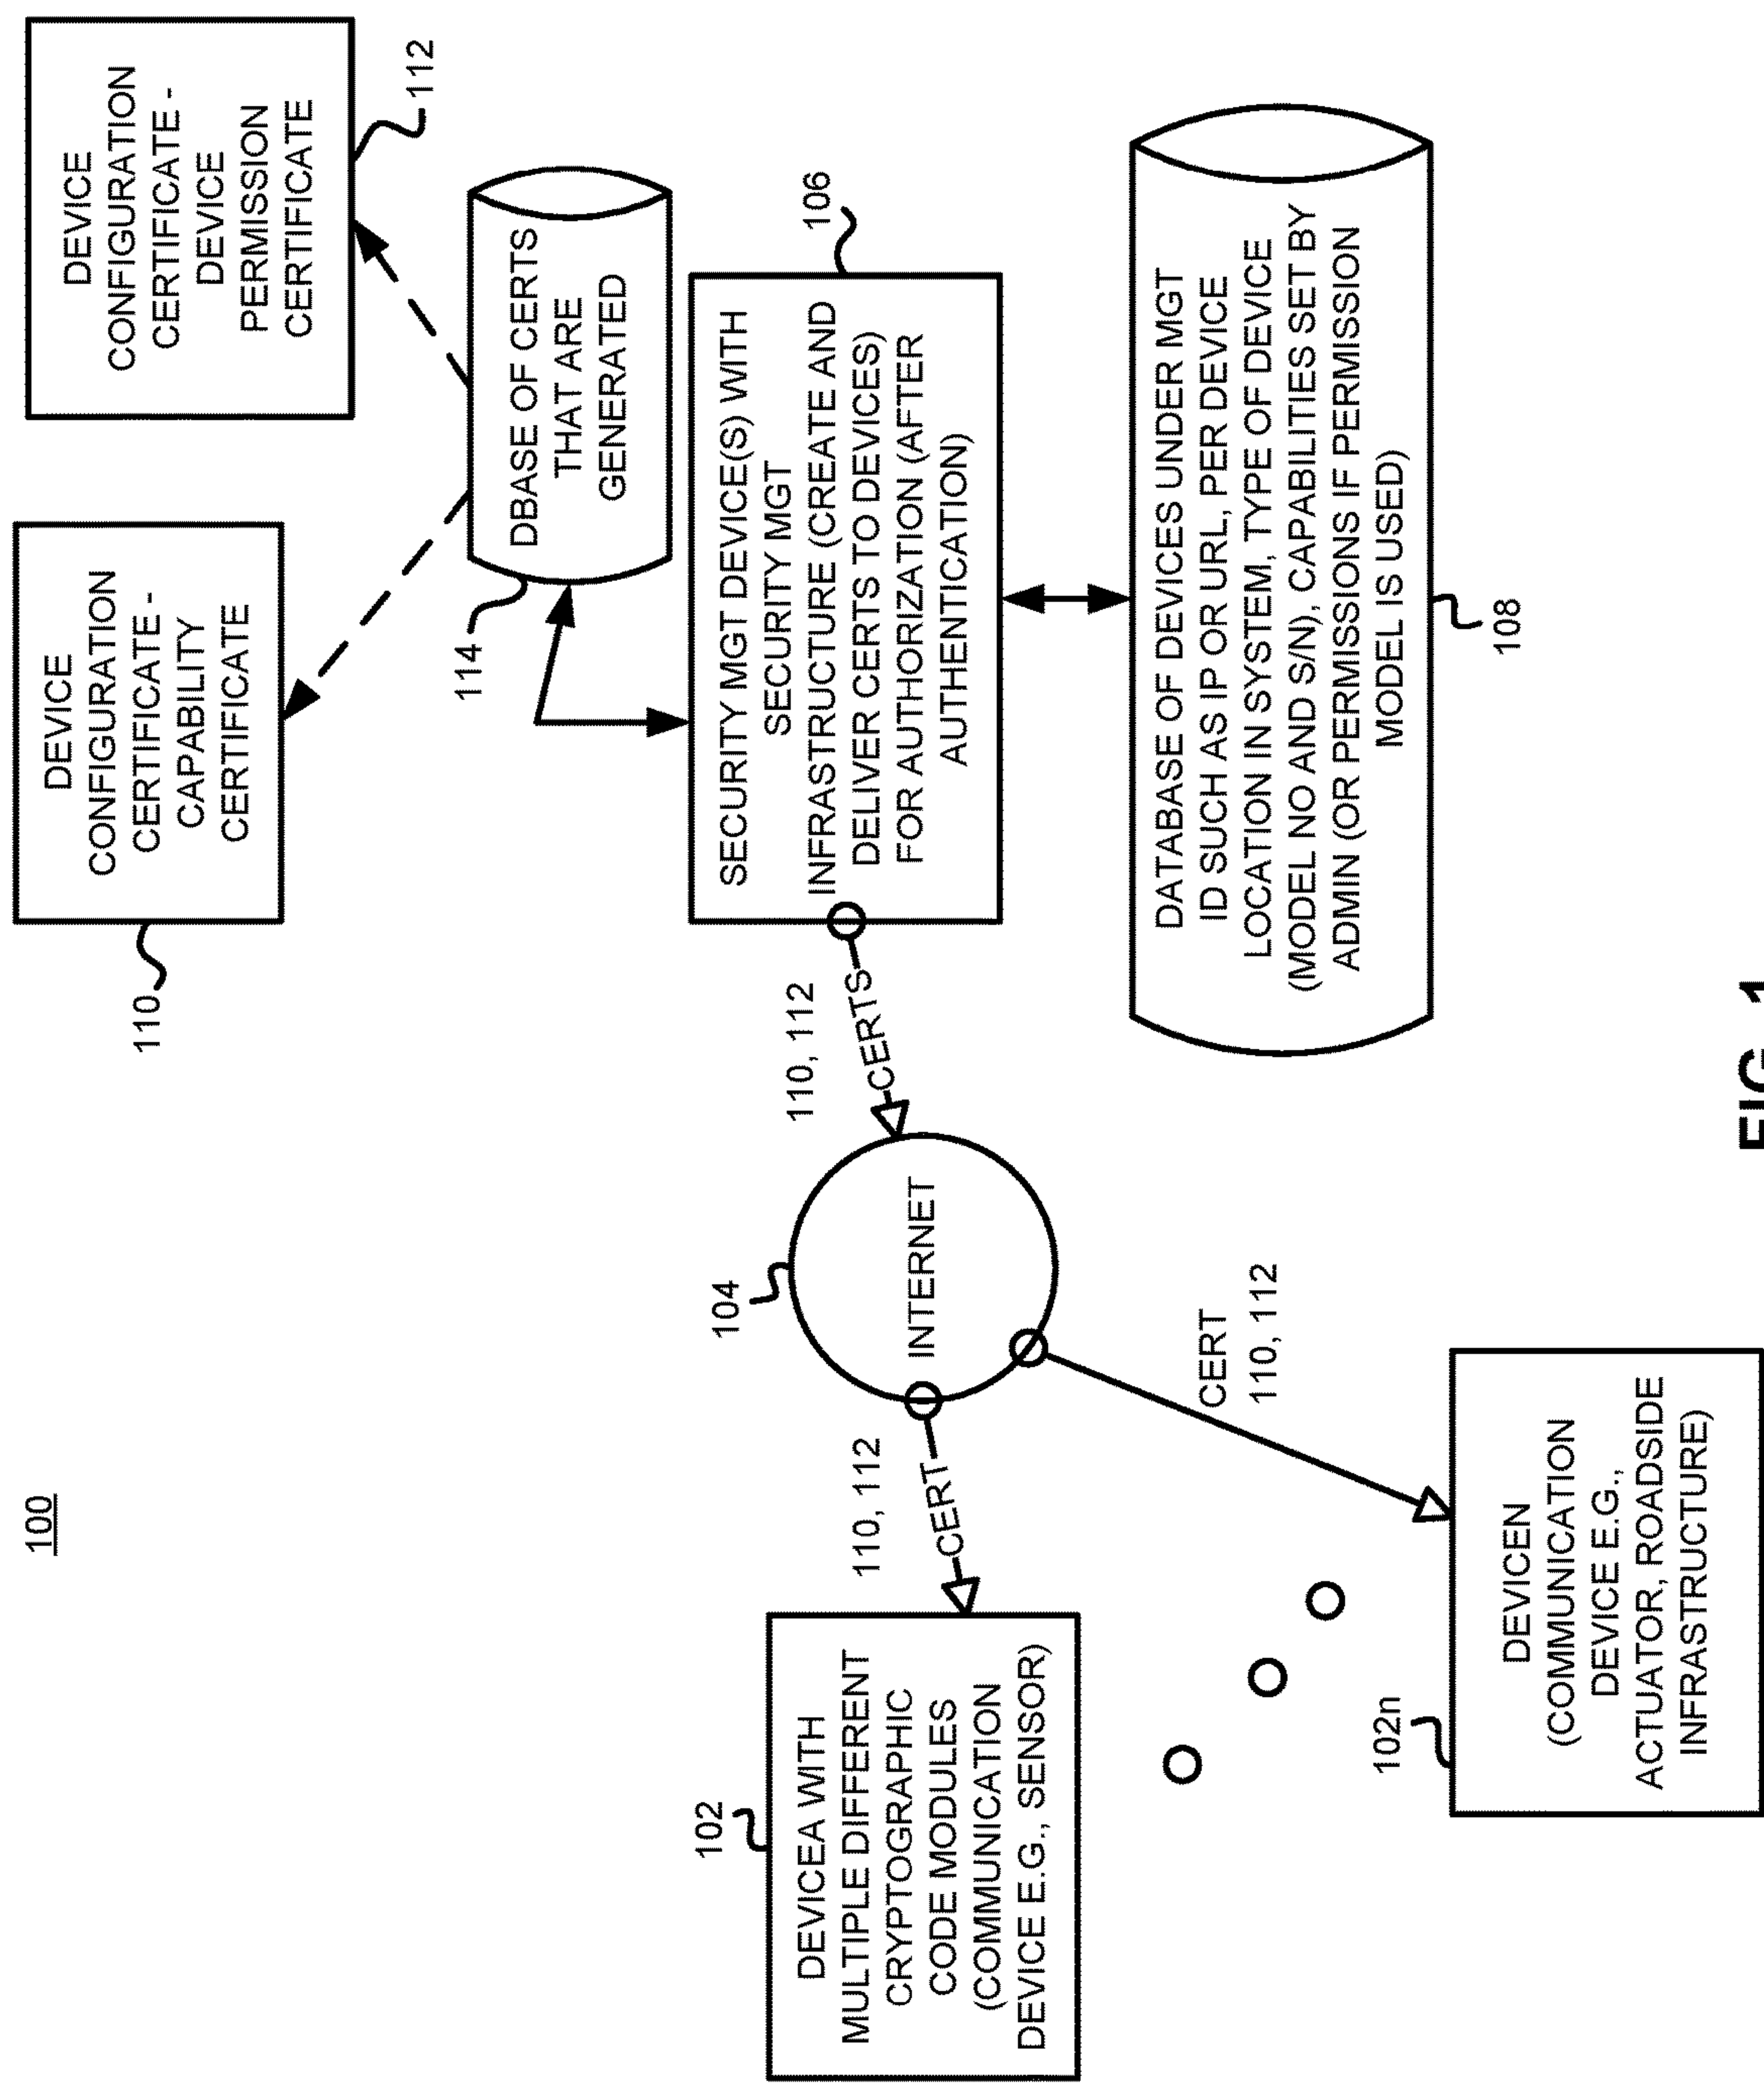 100
DEVICE
CONFIGURATION
CERTIFICATE -
CAPABILITY
CERTIFICATE
110
DEVICE
CONFIGURATION
CERTIFICATE -
DEVICE
PERMISSION
CERTIFICATE
112
DBASE OF CERTS
THAT ARE
GENERATED
114
102
DEVICEA WITH
MULTIPLE DIFFERENT
CRYPTOGRAPHIC
CODE MODULES
(COMMUNICATION
DEVICE E.G., SENSOR)
110, 112
CERT
104
INTERNET
110, 112
CERTS
106
SECURITY MGT DEVICE(S) WITH
SECURITY MGT
INFRASTRUCTURE (CREATE AND
DELIVER CERTS TO DEVICES)
FOR AUTHORIZATION (AFTER
AUTHENTICATION)
CERT
110, 112
102n
DEVICEN
(COMMUNICATION
DEVICE E.G.,
ACTUATOR, ROADSIDE
INFRASTRUCTURE)
DATABASE OF DEVICES UNDER MGT
ID SUCH AS IP OR URL, PER DEVICE
LOCATION IN SYSTEM, TYPE OF DEVICE
(MODEL NO AND S/N), CAPABILITIES SET BY
ADMIN (OR PERMISSIONS IF PERMISSION
MODEL IS USED)
108
FIG. 1